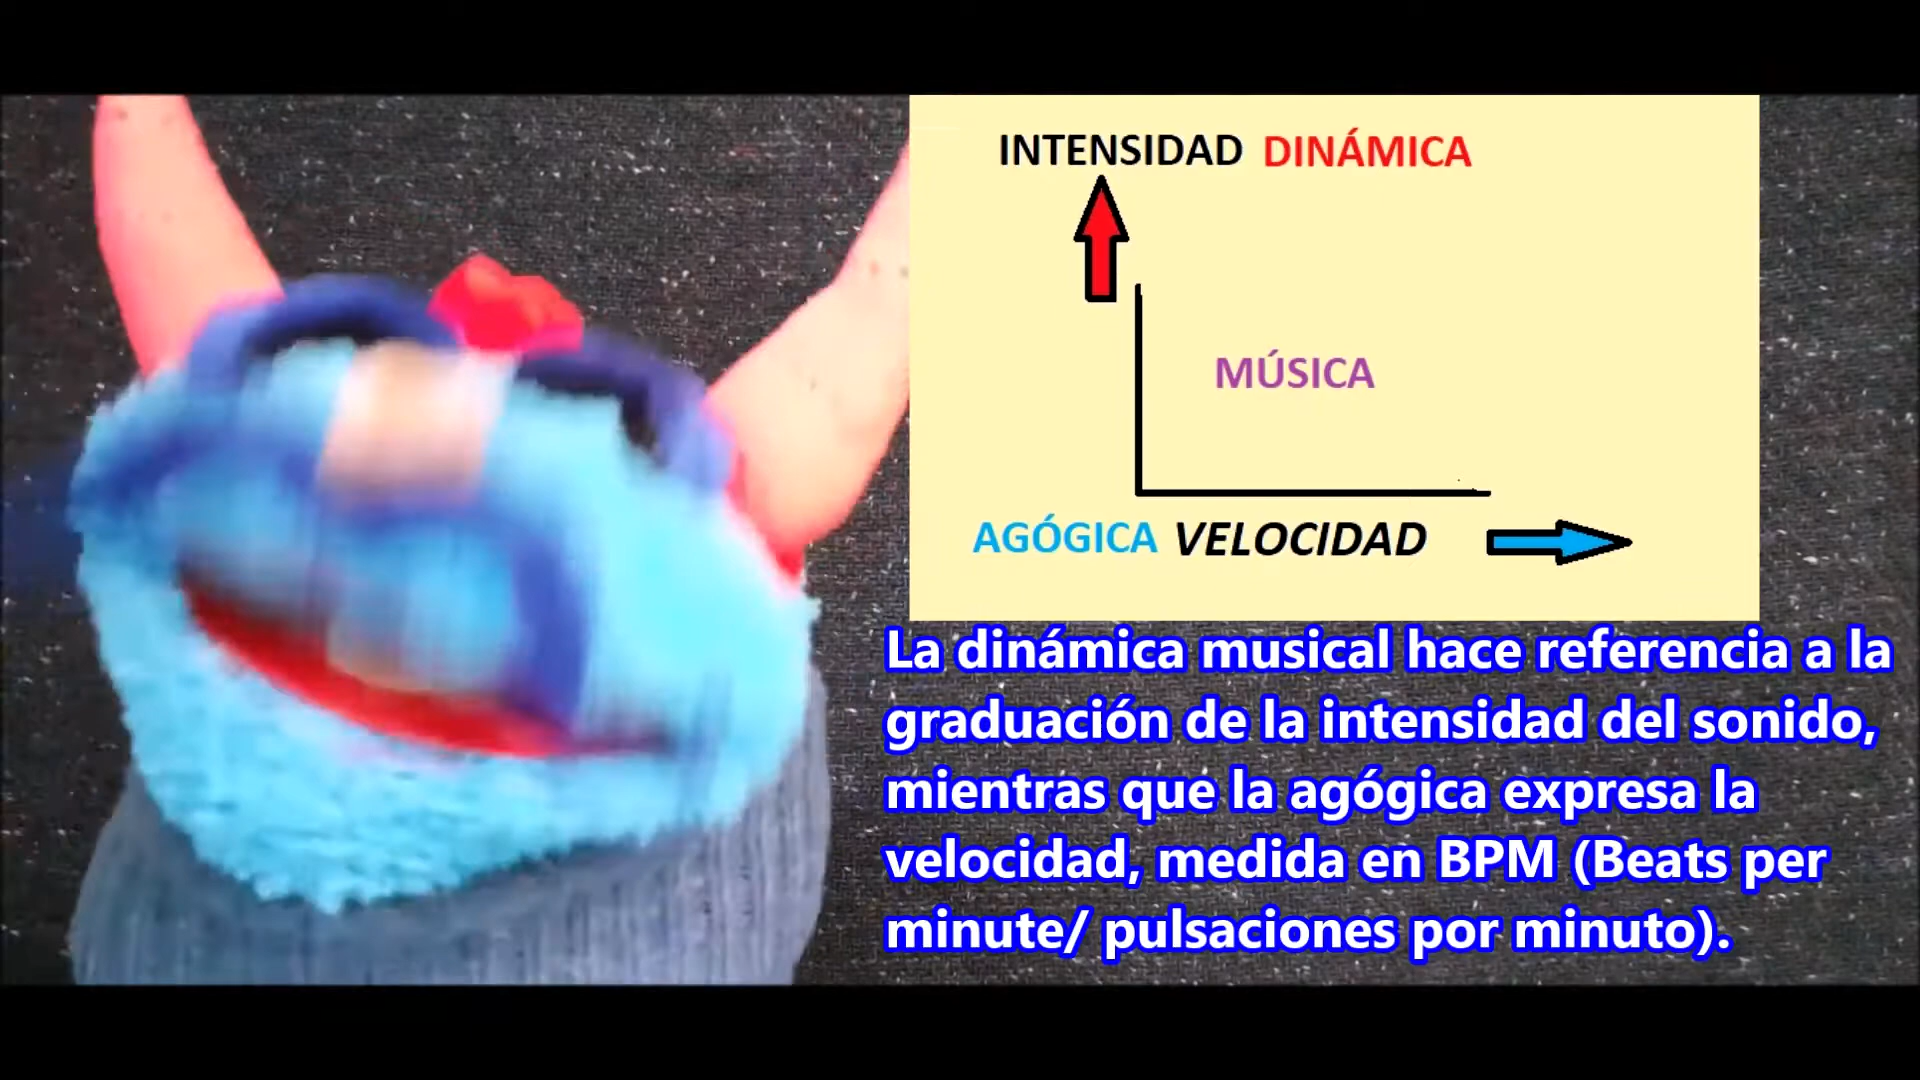 INTENSIDAD DINÁMICA
MÚSICA
AGÓGICA VELOCIDAD
La dinámica musical hace referencia a la
graduación de la intensidad del sonido,
mientras que la agógica expresa la
velocidad, medida en BPM (Beats per
minute/ pulsaciones por minuto).